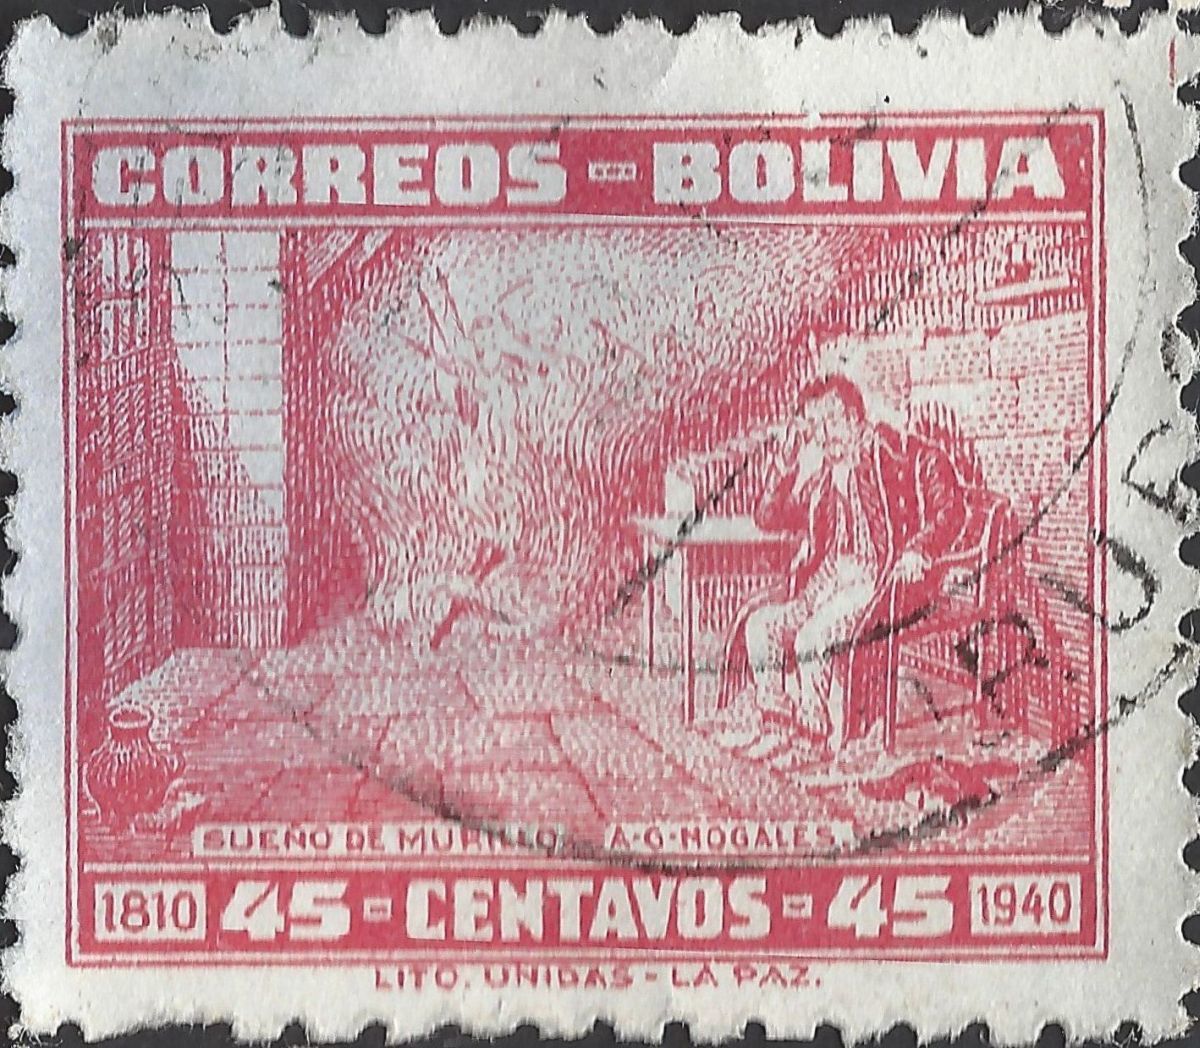 CORREOS - BOLIVIA
SUEÑO DE MURILLO A·G·NOGALES
1810 45 - CENTAVOS - 45 1940
LITO. UNIDAS - LA PAZ.